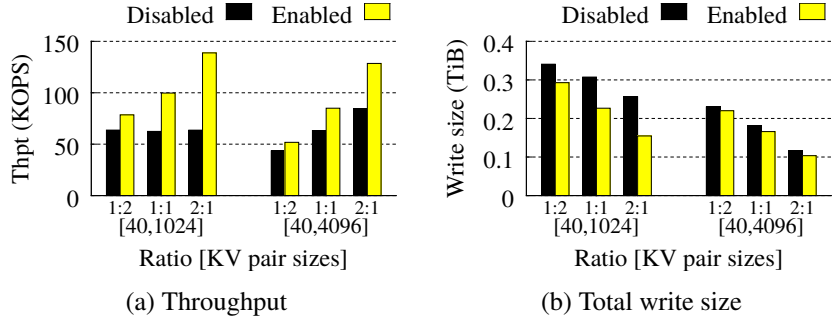 Disabled Enabled
Thpt (KOPS)
150
100
50
0
1:2 1:1 2:1 1:2 1:1 2:1
[40,1024] [40,4096]
Ratio [KV pair sizes]
(a) Throughput
Disabled Enabled
Write size (TiB)
0.4
0.3
0.2
0.1
0
1:2 1:1 2:1 1:2 1:1 2:1
[40,1024] [40,4096]
Ratio [KV pair sizes]
(b) Total write size